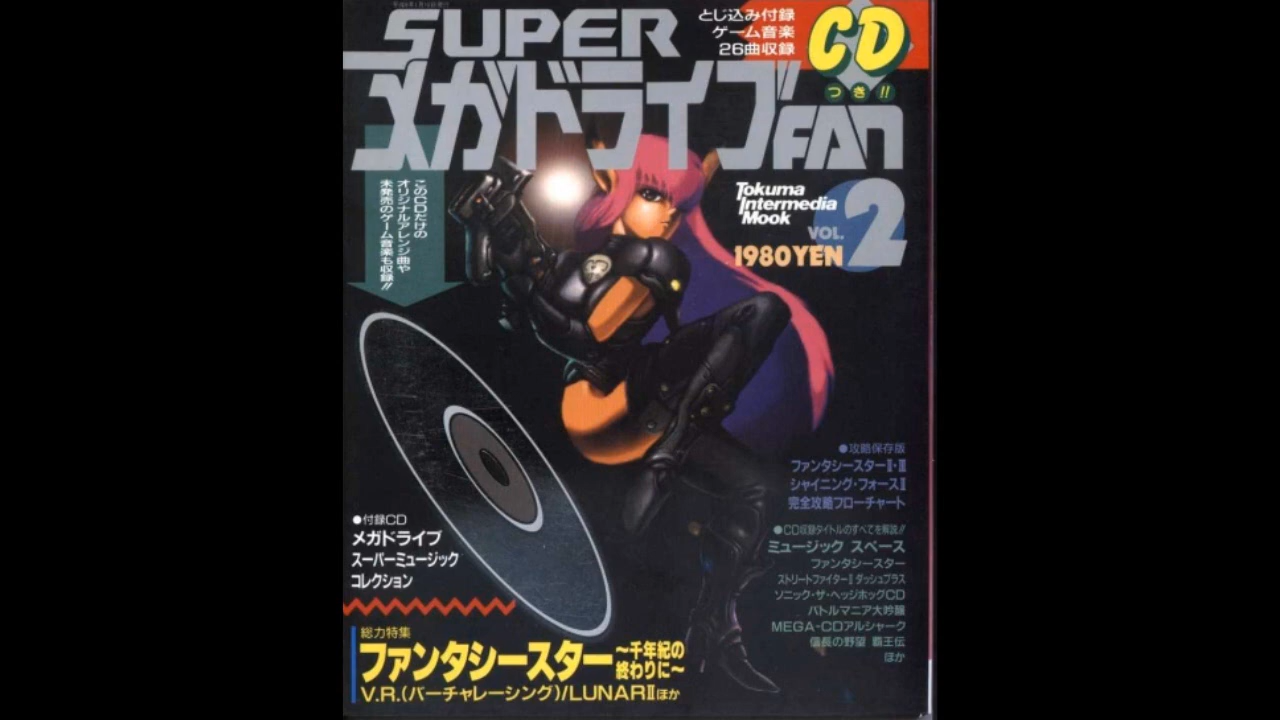 SUPER
メガドライブFAN
とじ込み付録
ゲーム音楽
26曲収録
CD
つき!!
Tokuma
Intermedia
Mook
VOL. 2
1980YEN
このCDだけの
オリジナルアレンジ曲や
未発売のゲーム音楽も収録!!
●攻略保存版
ファンタシースターⅡ・Ⅲ
シャイニング・フォースⅡ
完全攻略フローチャート
●CD収録タイトルのすべてを解説!!
ミュージック スペース
ファンタシースター
ストリートファイターⅡ ダッシュプラス
ソニック・ザ・ヘッジホッグCD
バトルマニア大吟醸
MEGA-CDアルシャーク
信長の野望 覇王伝
ほか
●付録CD
メガドライブ
スーパーミュージック
コレクション
総力特集
ファンタシースター ～千年紀の
終わりに～
V.R.(バーチャレーシング)/LUNARⅡほか